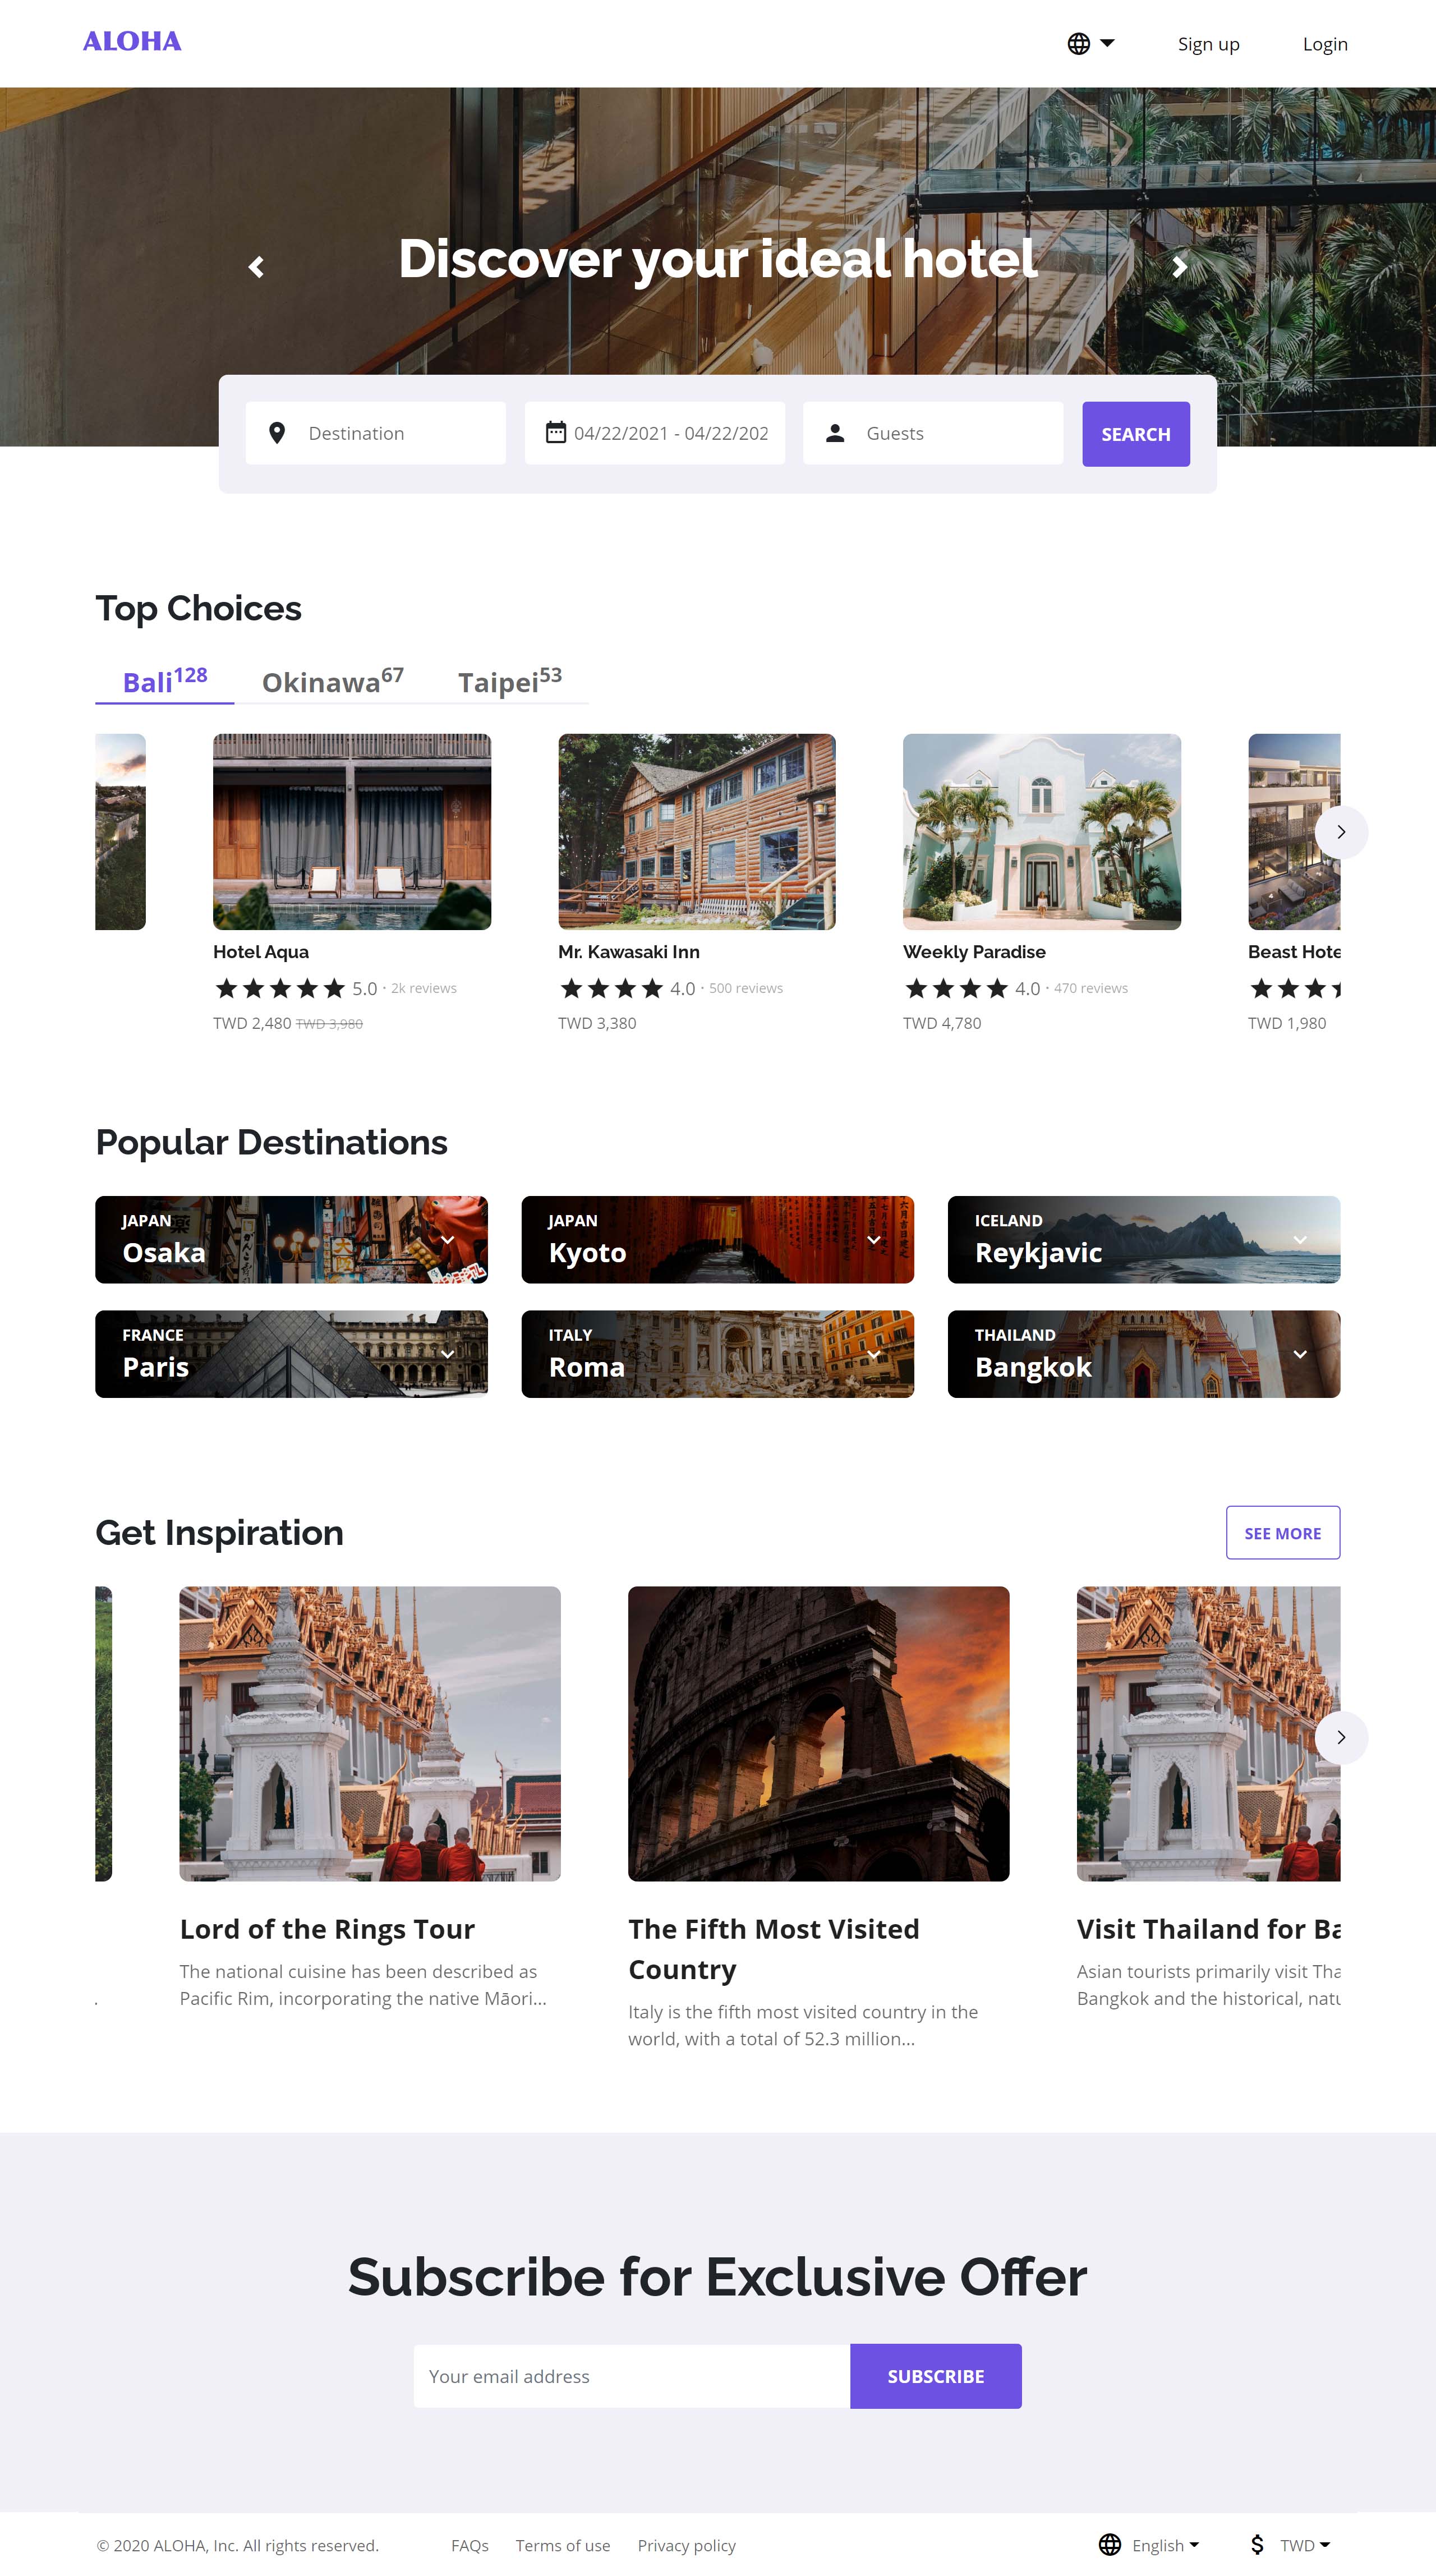 ALOHA
Sign up
Login
Discover your ideal hotel
Destination
04/22/2021 - 04/22/202
Guests
SEARCH
Top Choices
Bali128
Okinawa67
Taipei53
Hotel Aqua
5.0 · 2k reviews
TWD 2,480 TWD 3,980
Mr. Kawasaki Inn
4.0 · 500 reviews
TWD 3,380
Weekly Paradise
4.0 · 470 reviews
TWD 4,780
Beast Hote
TWD 1,980
Popular Destinations
JAPAN
Osaka
JAPAN
Kyoto
ICELAND
Reykjavic
FRANCE
Paris
ITALY
Roma
THAILAND
Bangkok
Get Inspiration
SEE MORE
Lord of the Rings Tour
The national cuisine has been described as
Pacific Rim, incorporating the native Māori...
The Fifth Most Visited
Country
Italy is the fifth most visited country in the
world, with a total of 52.3 million...
Visit Thailand for Ba
Asian tourists primarily visit Tha
Bangkok and the historical, natu
Subscribe for Exclusive Offer
Your email address
SUBSCRIBE
© 2020 ALOHA, Inc. All rights reserved.
FAQs
Terms of use
Privacy policy
English
$ TWD